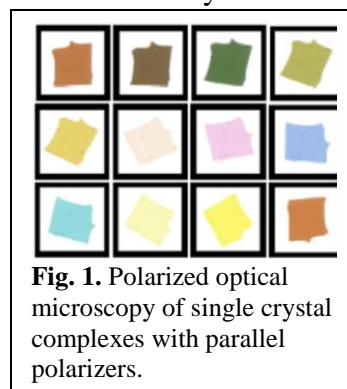 Fig. 1. Polarized optical
microscopy of single crystal
complexes with parallel
polarizers.